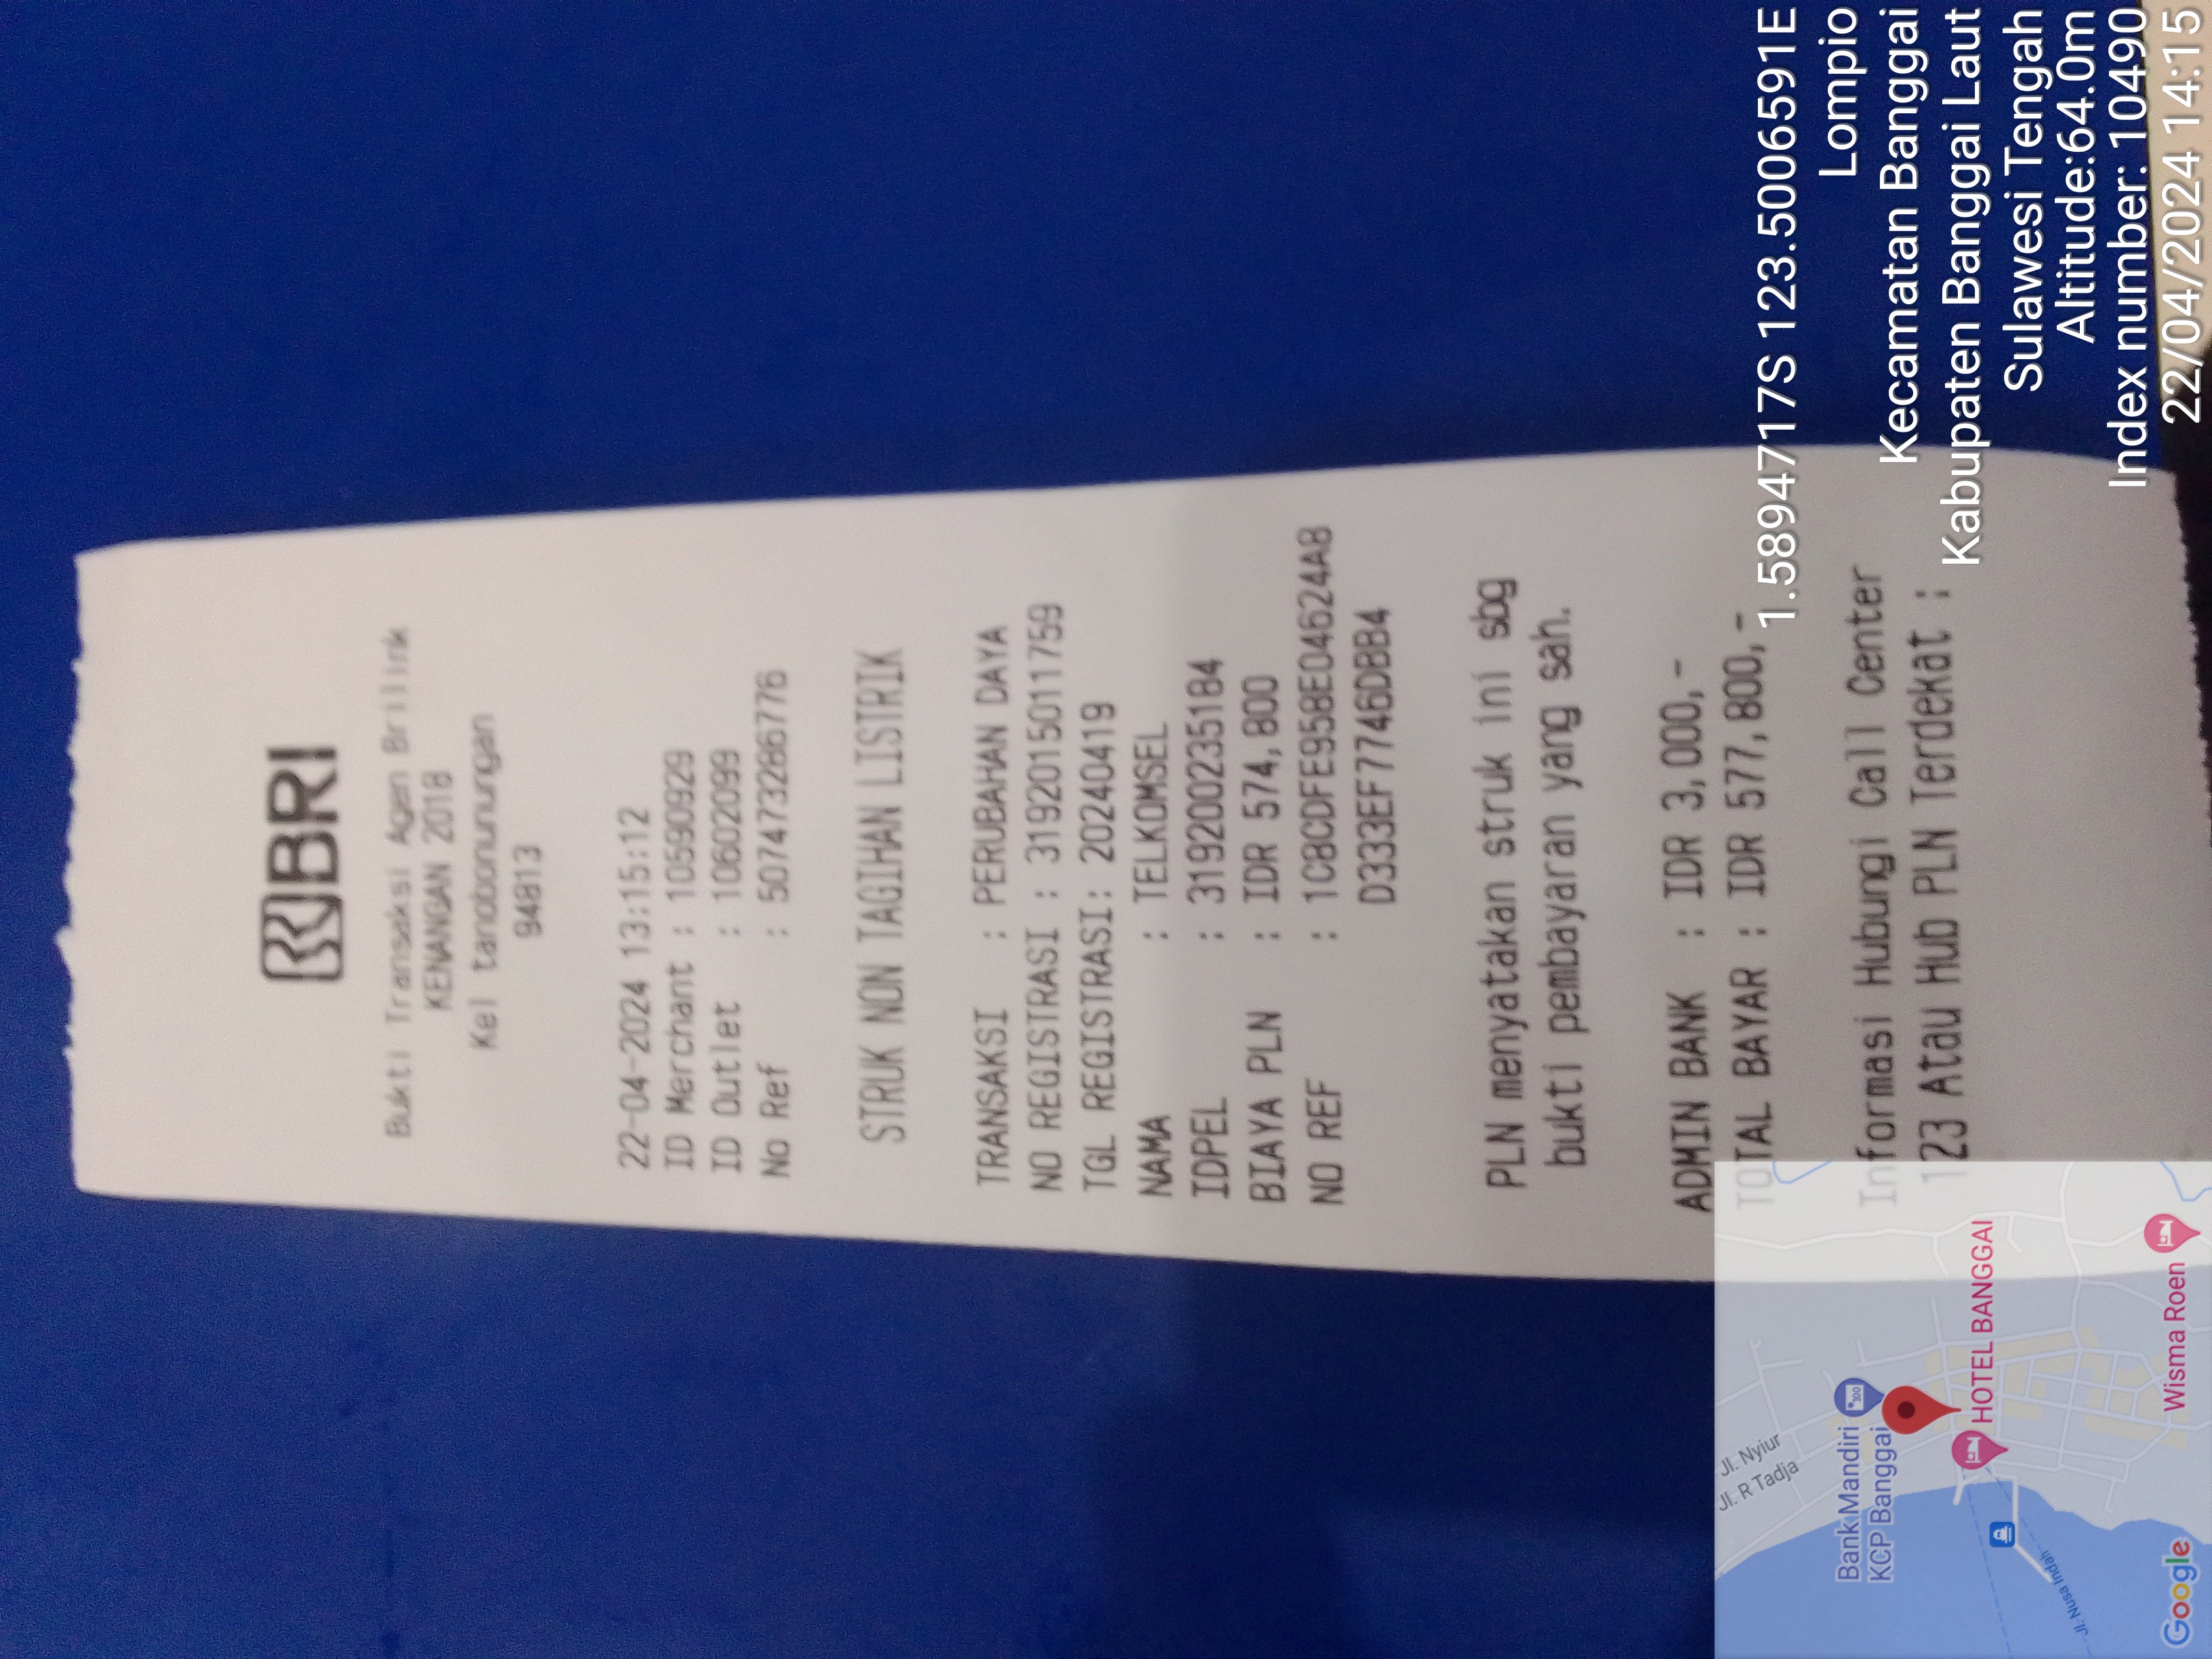 BRI
Bukti Transaksi Agen Brilink
KENANGAN 2018
Kel tanobonunungan
94813
22-04-2024 13:15:12
ID Merchant : 105909929
ID Outlet : 10602099
No Ref : 507473286776
STRUK NON TAGIHAN LISTRIK
TRANSAKSI : PERUBAHAN DAYA
NO REGISTRASI : 3192015011759
TGL REGISTRASI: 20240419
NAMA : TELKOMSEL
IDPEL : 319200235184
BIAYA PLN : IDR 574,800
NO REF : 1C8CDFE958E04624A8
D333EF7746DBB4
PLN menyatakan struk ini sbg
bukti pembayaran yang sah.
ADMIN BANK : IDR 3,000,-
TOTAL BAYAR : IDR 577,800,-
Informasi Hubungi Call Center
123 Atau Hub PLN Terdekat :
1.5894717S 123.5006591E
Lompio
Kecamatan Banggai
Kabupaten Banggai Laut
Sulawesi Tengah
Altitude:64.0m
Index number: 10490
22/04/2024 14:15
Jl. Nyiur
Jl. R Tadja
Bank Mandiri
KCP Banggai
HOTEL BANGGAI
Jl. Nusa Indah
Wisma Roen
Google